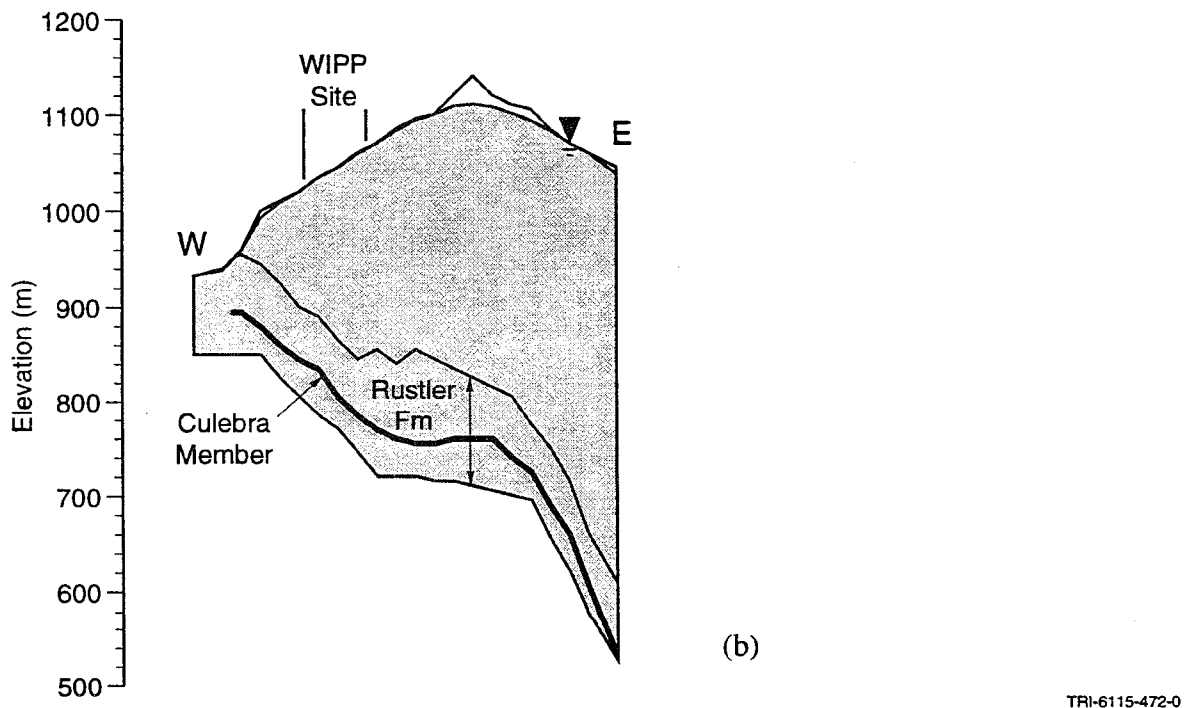 1200
1100
1000
900
800
700
600
500
Elevation (m)
WIPP
Site
W
E
Rustler
Fm
Culebra
Member
(b)
TRI-6115-472-0